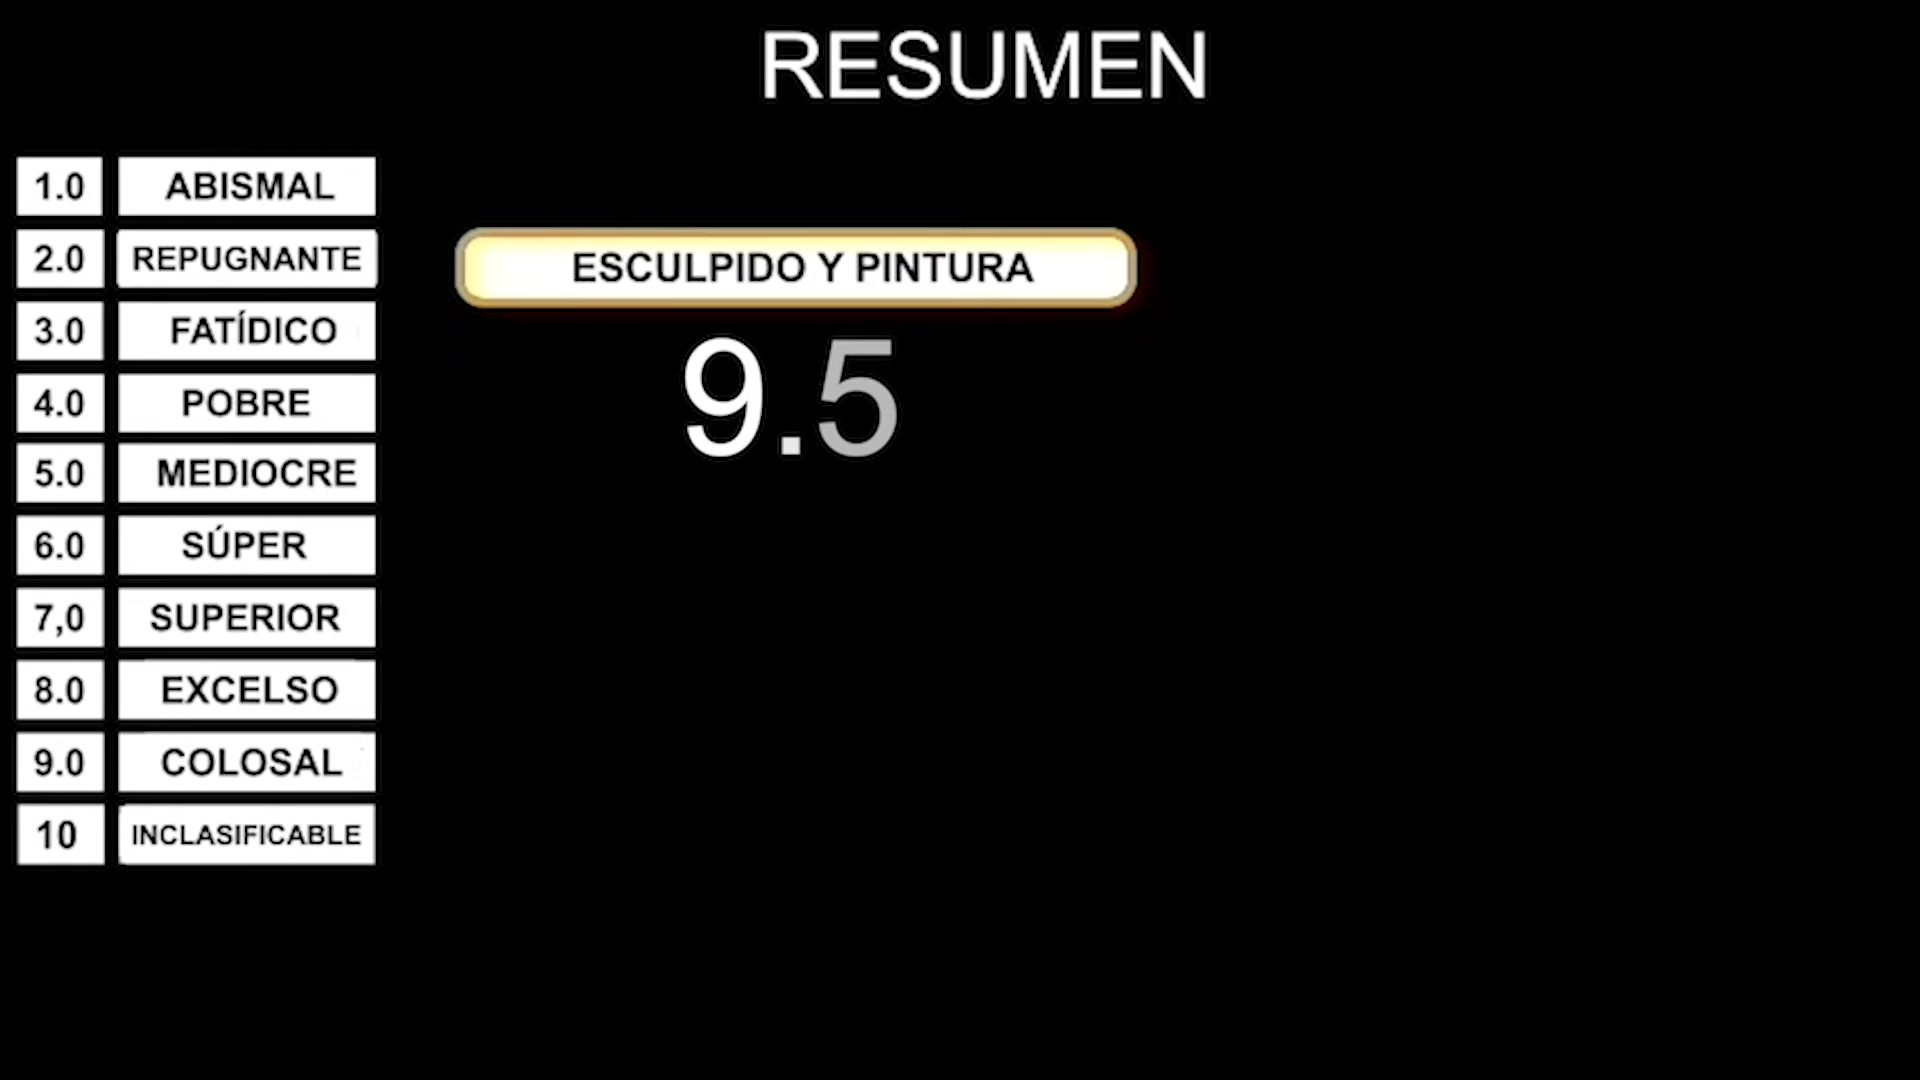 RESUMEN
1.0 ABISMAL
2.0 REPUGNANTE
3.0 FATÍDICO
4.0 POBRE
5.0 MEDIOCRE
6.0 SÚPER
7,0 SUPERIOR
8.0 EXCELSO
9.0 COLOSAL
10 INCLASIFICABLE
ESCULPIDO Y PINTURA
9.5